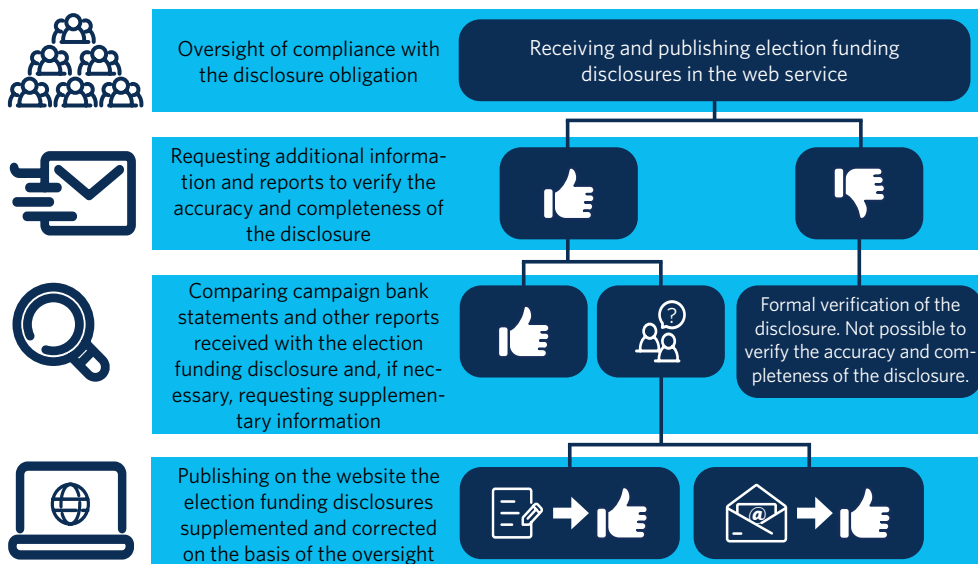 Oversight of compliance with
the disclosure obligation
Receiving and publishing election funding
disclosures in the web service
Requesting additional informa-
tion and reports to verify the
accuracy and completeness of
the disclosure
Comparing campaign bank
statements and other reports
received with the election
funding disclosure and, if nec-
essary, requesting supplemen-
tary information
?
Formal verification of the
disclosure. Not possible to
verify the accuracy and com-
pleteness of the disclosure.
Publishing on the website the
election funding disclosures
supplemented and corrected
on the basis of the oversight
@